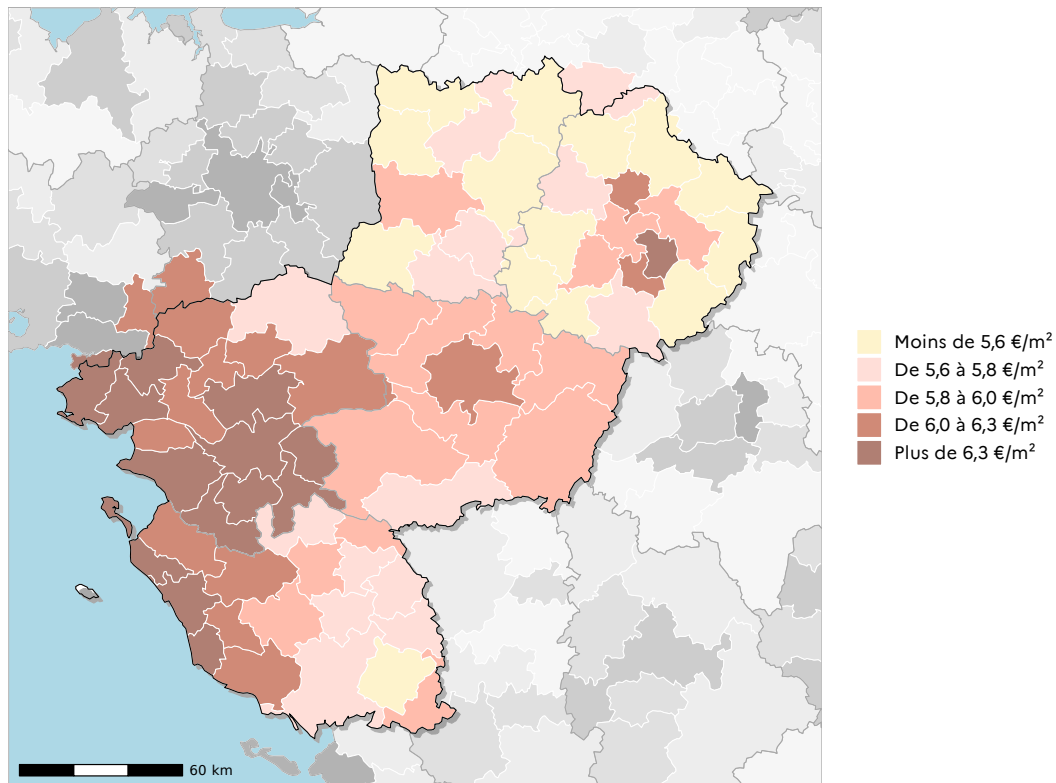 Moins de 5,6 €/m²
De 5,6 à 5,8 €/m²
De 5,8 à 6,0 €/m²
De 6,0 à 6,3 €/m²
Plus de 6,3 €/m²
60 km